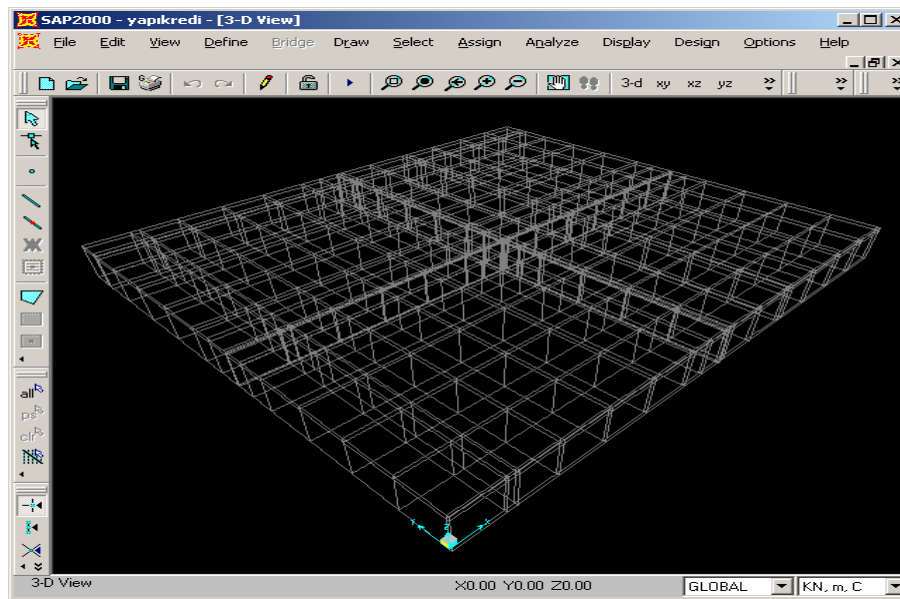 SAP2000 - yapıkredi - [3-D View]
File Edit View Define Bridge Draw Select Assign Analyze Display Design Options Help
3-d xy xz yz
all
ps
clr
Y Z X
3-D View X0.00 Y0.00 Z0.00 GLOBAL KN, m, C